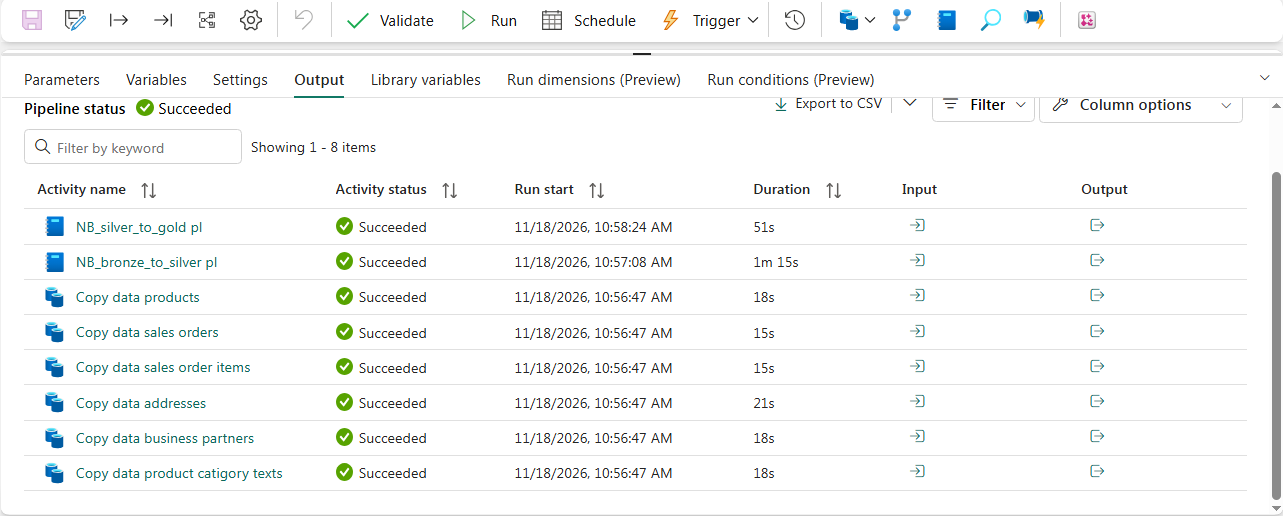 Validate Run Schedule Trigger
Parameters Variables Settings Output Library variables Run dimensions (Preview) Run conditions (Preview)
Pipeline status Succeeded Export to CSV Filter Column options
Filter by keyword Showing 1 - 8 items
Activity name Activity status Run start Duration Input Output
NB_silver_to_gold pl Succeeded 11/18/2026, 10:58:24 AM 51s
NB_bronze_to_silver pl Succeeded 11/18/2026, 10:57:08 AM 1m 15s
Copy data products Succeeded 11/18/2026, 10:56:47 AM 18s
Copy data sales orders Succeeded 11/18/2026, 10:56:47 AM 15s
Copy data sales order items Succeeded 11/18/2026, 10:56:47 AM 15s
Copy data addresses Succeeded 11/18/2026, 10:56:47 AM 21s
Copy data business partners Succeeded 11/18/2026, 10:56:47 AM 18s
Copy data product catigory texts Succeeded 11/18/2026, 10:56:47 AM 18s